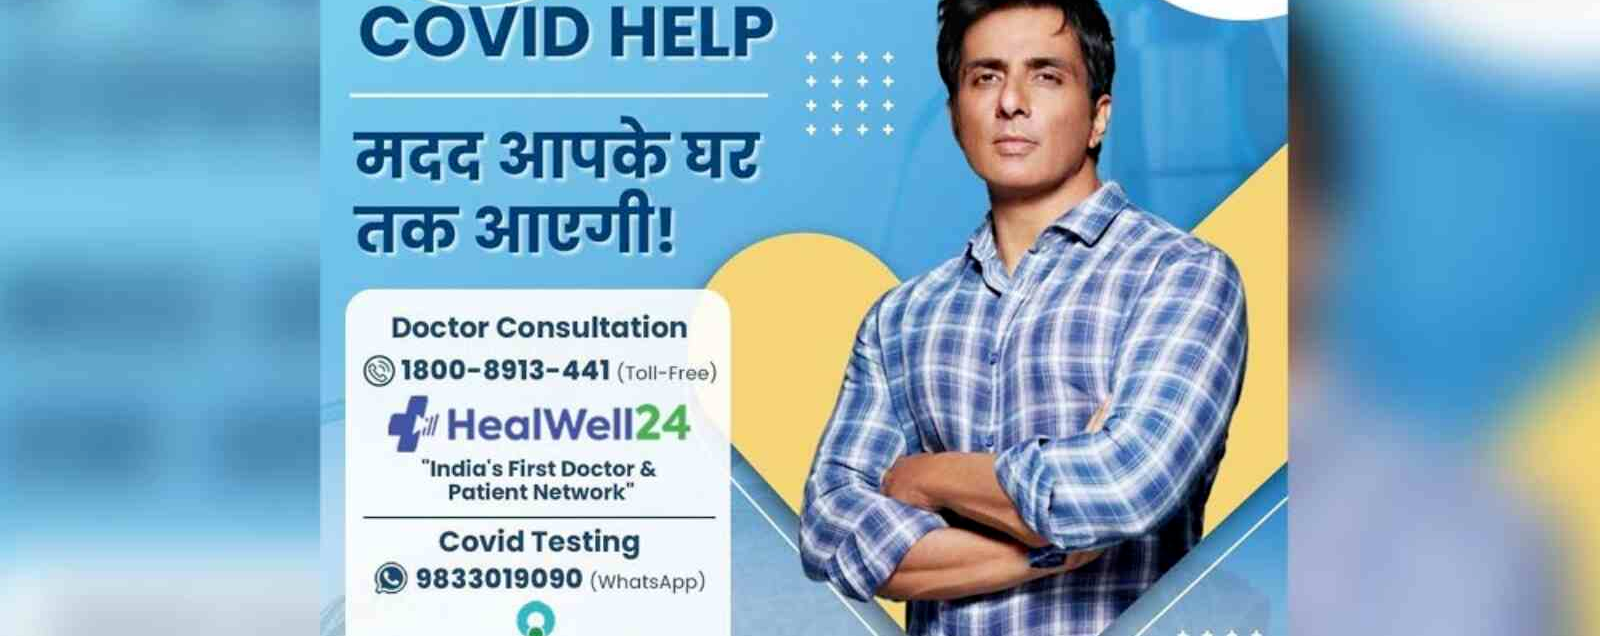 COVID HELP
मदद आपके घर
तक आएगी!
Doctor Consultation
1800-8913-441 (Toll-Free)
HealWell24
"India's First Doctor &
Patient Network"
Covid Testing
9833019090 (WhatsApp)